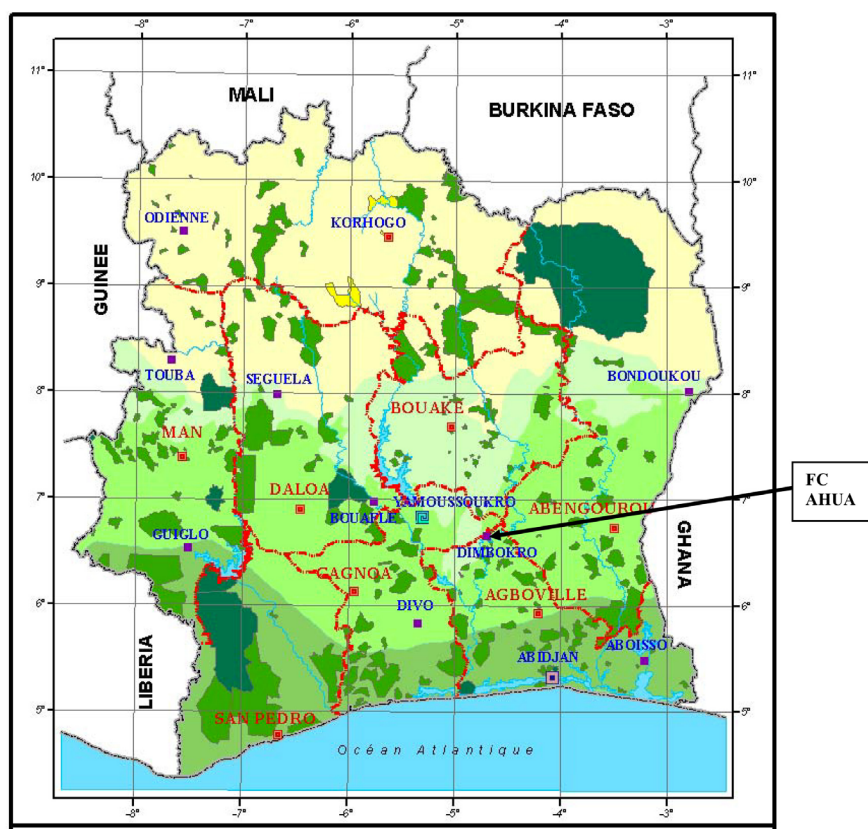 -8° -7° -6° -5° -4° -3°
11° 11°
MALI
BURKINA FASO
10° 10°
ODIENNE
KORHOGO
GUINEE
9° 9°
TOUBA
SEGUELA
BONDOUKOU
8° 8°
BOUAKE
MAN
DALOA
FC
AHUA
7° 7°
YAMOUSSOUKRO
BOUAFLE
ABENGOUROU
GUIGLO
DIMBOKRO
GHANA
GAGNOA
AGBOVILLE
6° 6°
DIVO
LIBERIA
ABOISSO
ABIDJAN
5° 5°
SAN PEDRO
Océan Atlantique
-8° -7° -6° -5° -4° -3°